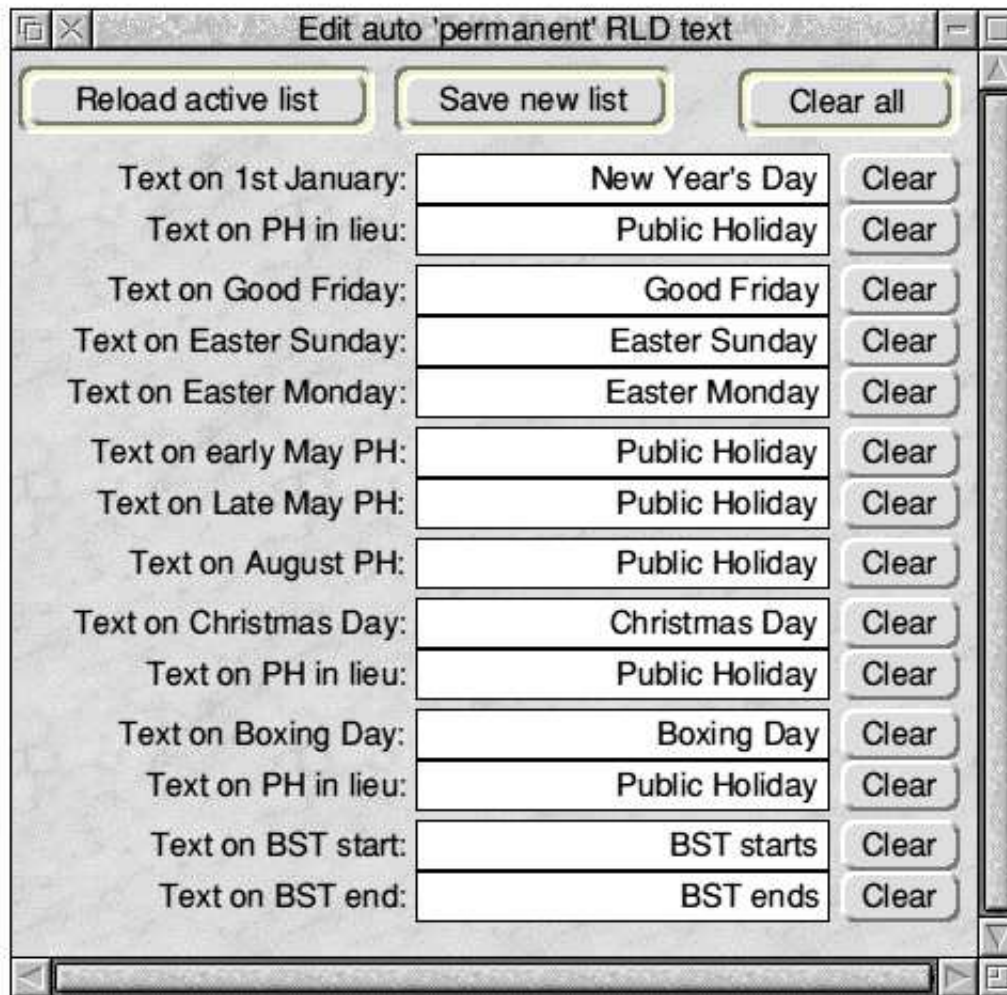 Edit auto 'permanent' RLD text
Reload active list Save new list Clear all
Text on 1st January: New Year's Day Clear
Text on PH in lieu: Public Holiday Clear
Text on Good Friday: Good Friday Clear
Text on Easter Sunday: Easter Sunday Clear
Text on Easter Monday: Easter Monday Clear
Text on early May PH: Public Holiday Clear
Text on Late May PH: Public Holiday Clear
Text on August PH: Public Holiday Clear
Text on Christmas Day: Christmas Day Clear
Text on PH in lieu: Public Holiday Clear
Text on Boxing Day: Boxing Day Clear
Text on PH in lieu: Public Holiday Clear
Text on BST start: BST starts Clear
Text on BST end: BST ends Clear